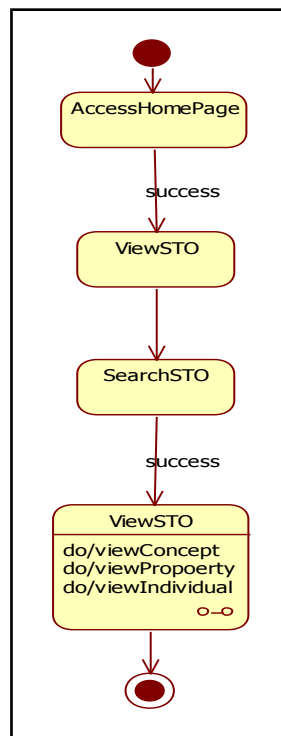 AccessHomePage
success
ViewSTO
SearchSTO
success
ViewSTO
do/viewConcept
do/viewPropoerty
do/viewIndividual